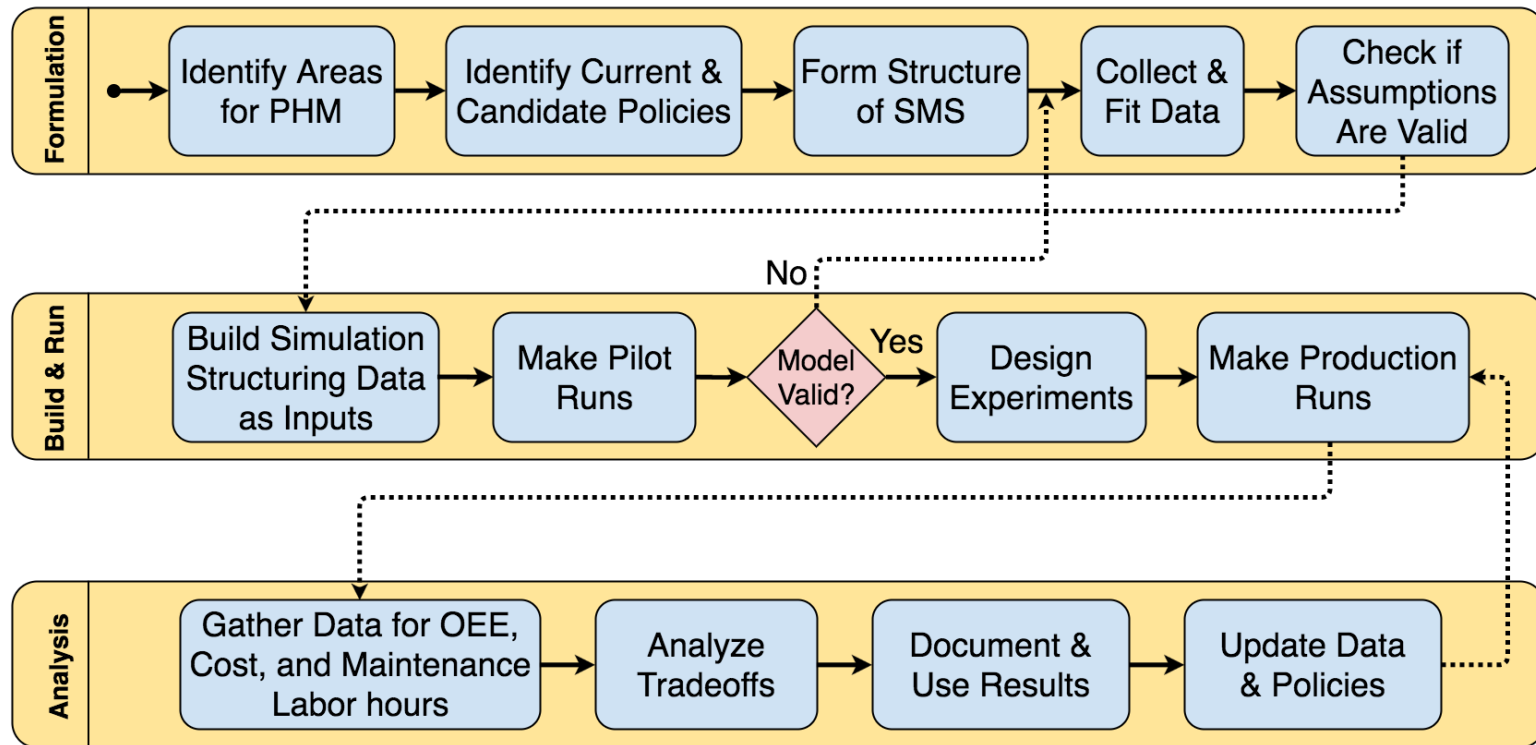 Formulation
Identify Areas
for PHM
Identify Current &
Candidate Policies
Form Structure
of SMS
Collect &
Fit Data
Check if
Assumptions
Are Valid
No
Build & Run
Build Simulation
Structuring Data
as Inputs
Make Pilot
Runs
Model
Valid?
Yes
Design
Experiments
Make Production
Runs
Analysis
Gather Data for OEE,
Cost, and Maintenance
Labor hours
Analyze
Tradeoffs
Document &
Use Results
Update Data
& Policies